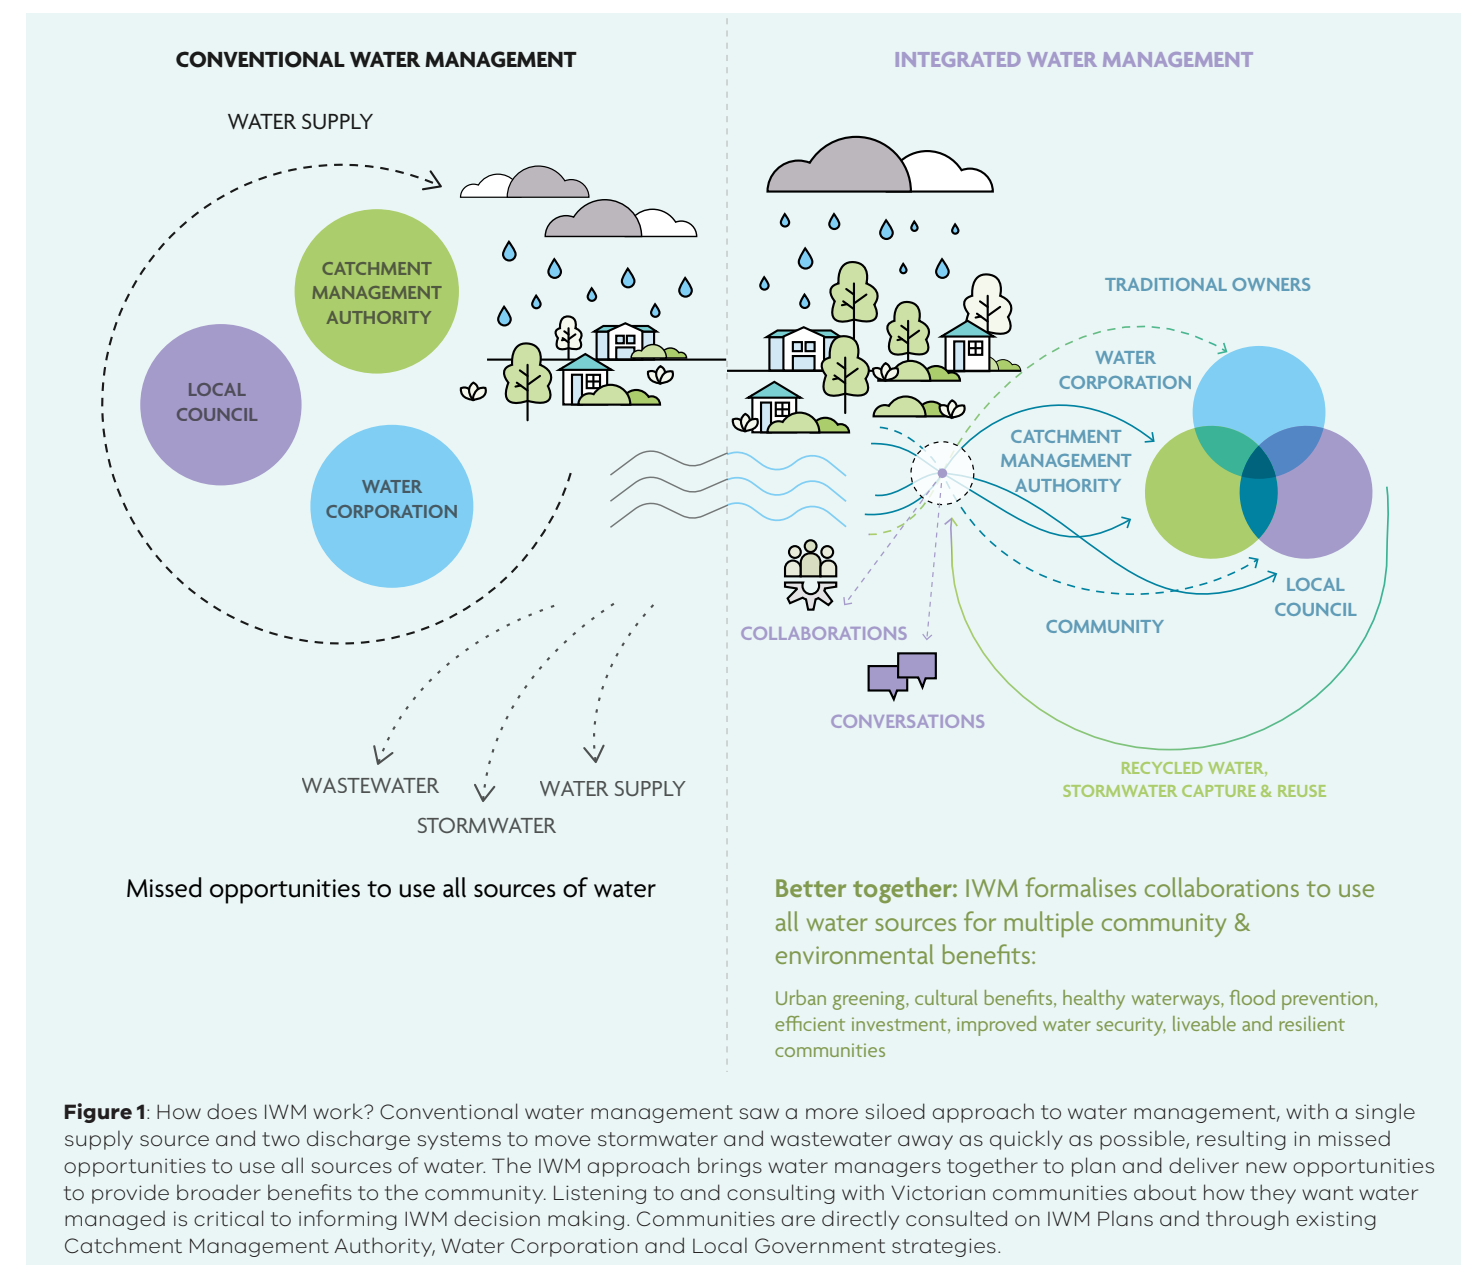 CONVENTIONAL WATER MANAGEMENT
WATER SUPPLY
CATCHMENT
MANAGEMENT
AUTHORITY
LOCAL
COUNCIL
WATER
CORPORATION
WASTEWATER
WATER SUPPLY
STORMWATER
Missed opportunities to use all sources of water
INTEGRATED WATER MANAGEMENT
TRADITIONAL OWNERS
WATER
CORPORATION
CATCHMENT
MANAGEMENT
AUTHORITY
LOCAL
COUNCIL
COMMUNITY
COLLABORATIONS
CONVERSATIONS
RECYCLED WATER,
STORMWATER CAPTURE & REUSE
Better together: IWM formalises collaborations to use
all water sources for multiple community &
environmental benefits:
Urban greening, cultural benefits, healthy waterways, flood prevention,
efficient investment, improved water security, liveable and resilient
communities
Figure 1: How does IWM work? Conventional water management saw a more siloed approach to water management, with a single
supply source and two discharge systems to move stormwater and wastewater away as quickly as possible, resulting in missed
opportunities to use all sources of water. The IWM approach brings water managers together to plan and deliver new opportunities
to provide broader benefits to the community. Listening to and consulting with Victorian communities about how they want water
managed is critical to informing IWM decision making. Communities are directly consulted on IWM Plans and through existing
Catchment Management Authority, Water Corporation and Local Government strategies.